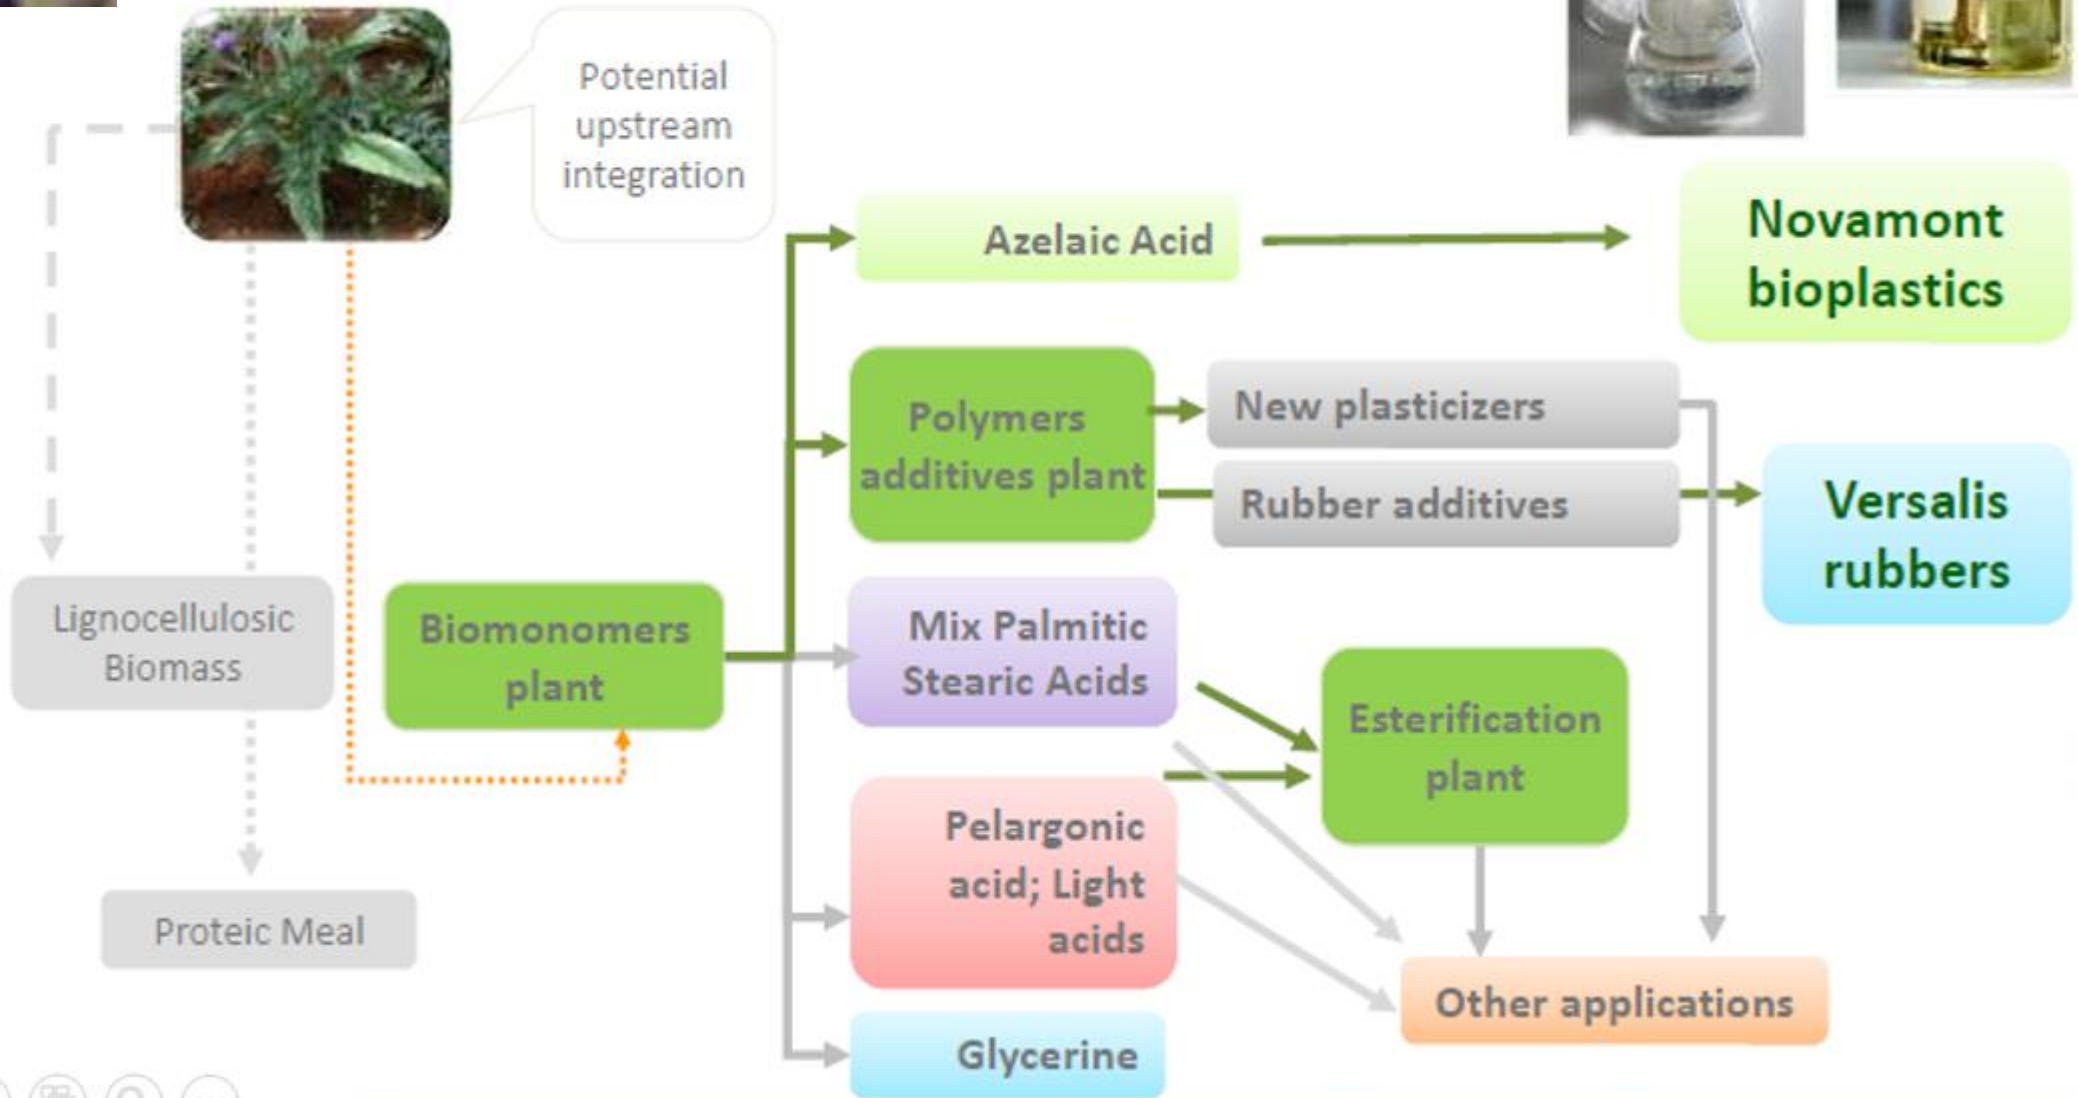 Potential
upstream
integration
Azelaic Acid
Novamont
bioplastics
Polymers
additives plant
New plasticizers
Rubber additives
Versalis
rubbers
Lignocellulosic
Biomass
Biomonomers
plant
Mix Palmitic
Stearic Acids
Esterification
plant
Pelargonic
acid; Light
acids
Proteic Meal
Other applications
Glycerine